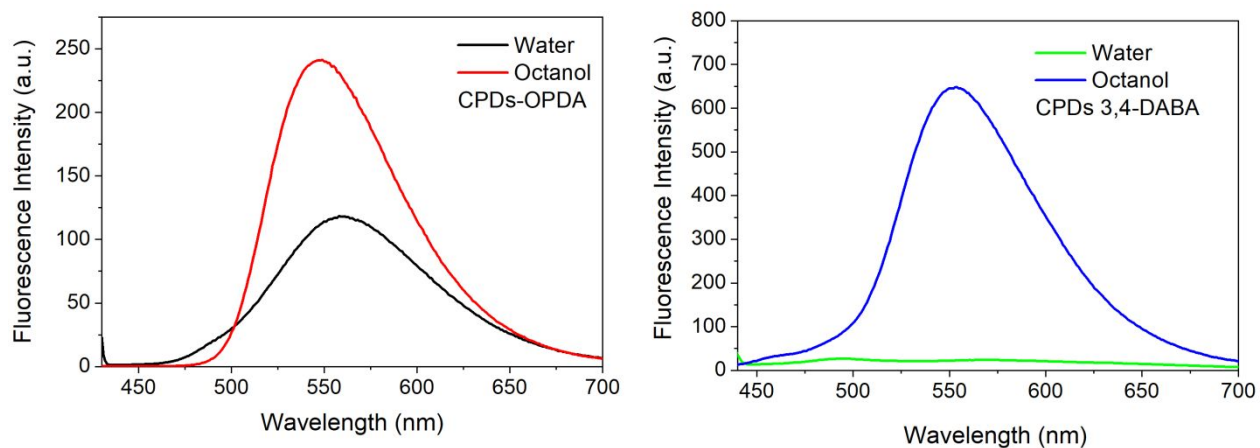 Fluorescence Intensity (a.u.)
250
200
150
100
50
0
Water
Octanol
CPDs-OPDA
450 500 550 600 650 700
Wavelength (nm)
Fluorescence Intensity (a.u.)
800
700
600
500
400
300
200
100
0
Water
Octanol
CPDs 3,4-DABA
450 500 550 600 650 700
Wavelength (nm)